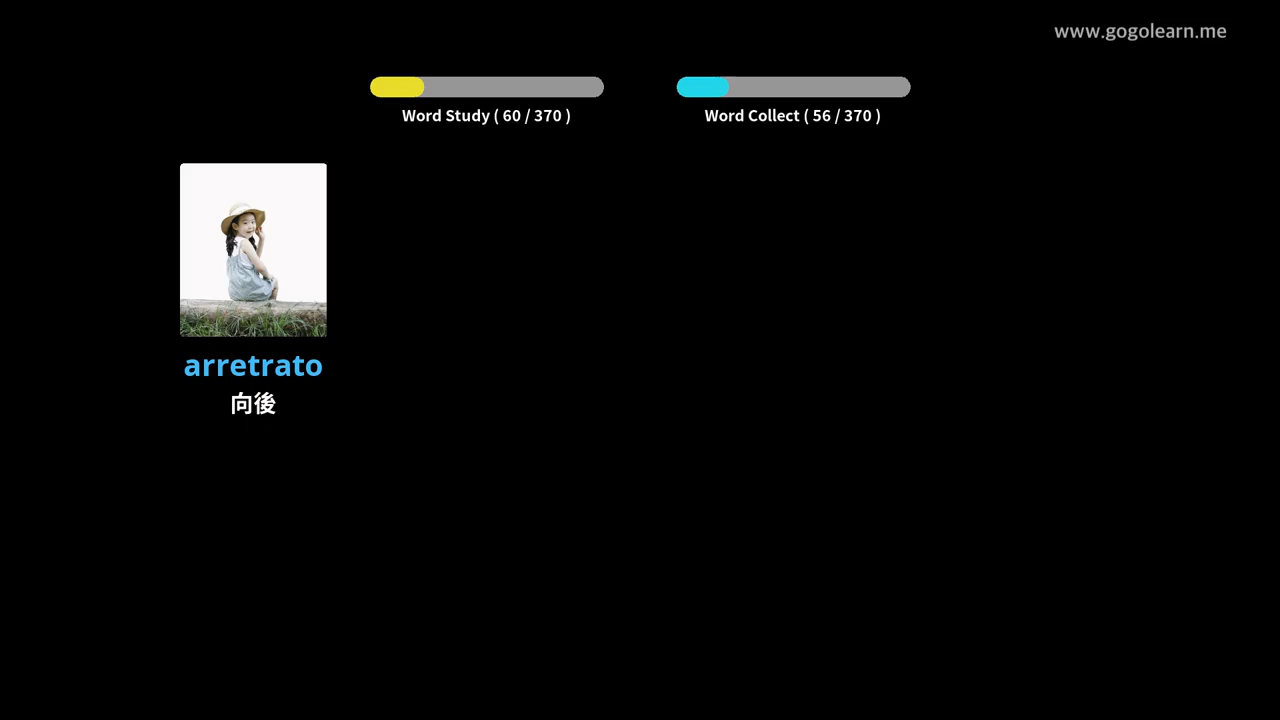 www.gogolearn.me
Word Study ( 60 / 370 )
Word Collect ( 56 / 370 )
arretrato
向後